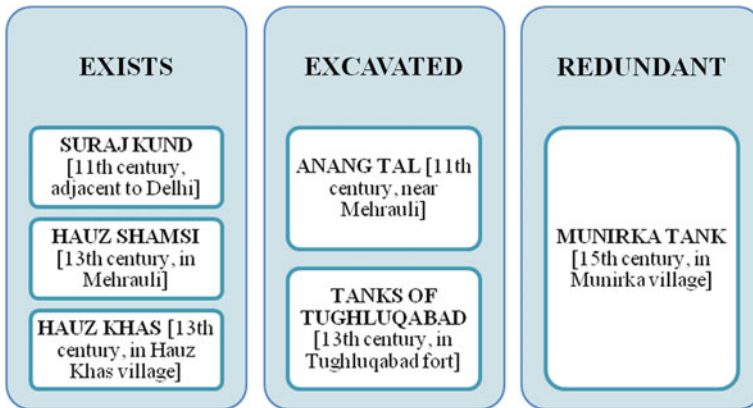 EXISTS
SURAJ KUND
[11th century,
adjacent to Delhi]
HAUZ SHAMSI
[13th century, in
Mehrauli]
HAUZ KHAS [13th
century, in Hauz
Khas village]
EXCAVATED
ANANG TAL [11th
century, near
Mehrauli]
TANKS OF
TUGHLUQABAD
[13th century, in
Tughluqabad fort]
REDUNDANT
MUNIRKA TANK
[15th century, in
Munirka village]